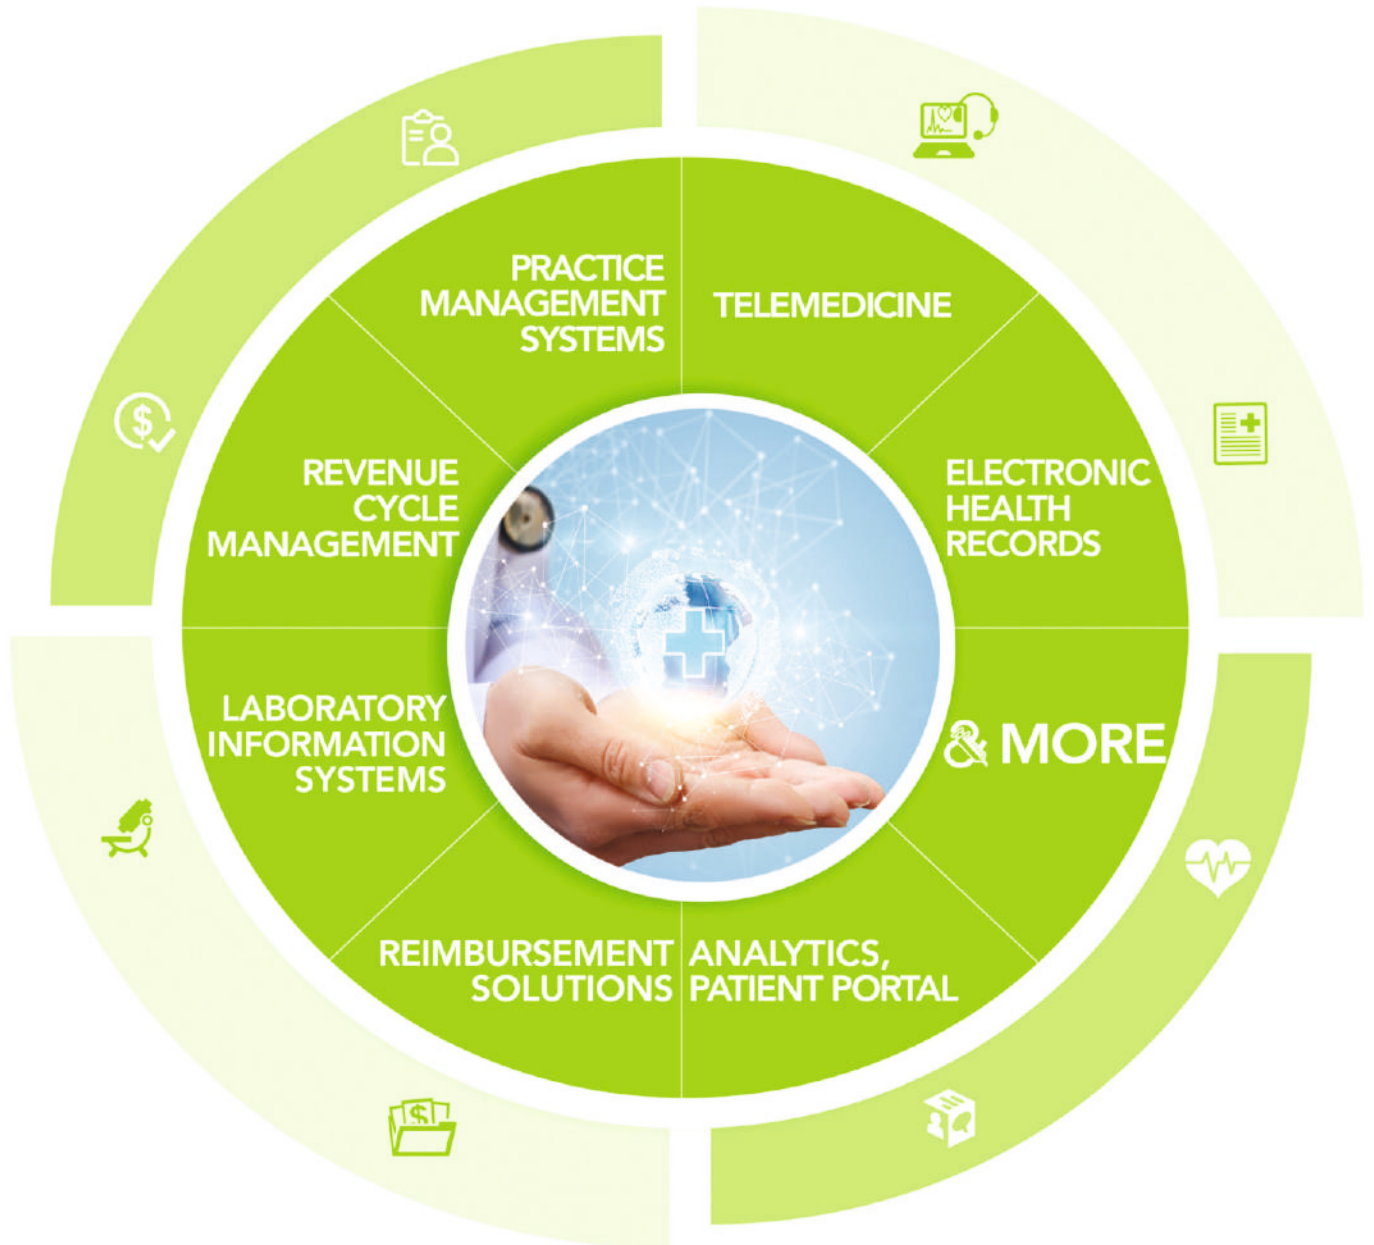 PRACTICE
MANAGEMENT
SYSTEMS
TELEMEDICINE
ELECTRONIC
HEALTH
RECORDS
& MORE
ANALYTICS,
PATIENT PORTAL
REIMBURSEMENT
SOLUTIONS
LABORATORY
INFORMATION
SYSTEMS
REVENUE
CYCLE
MANAGEMENT
$
$